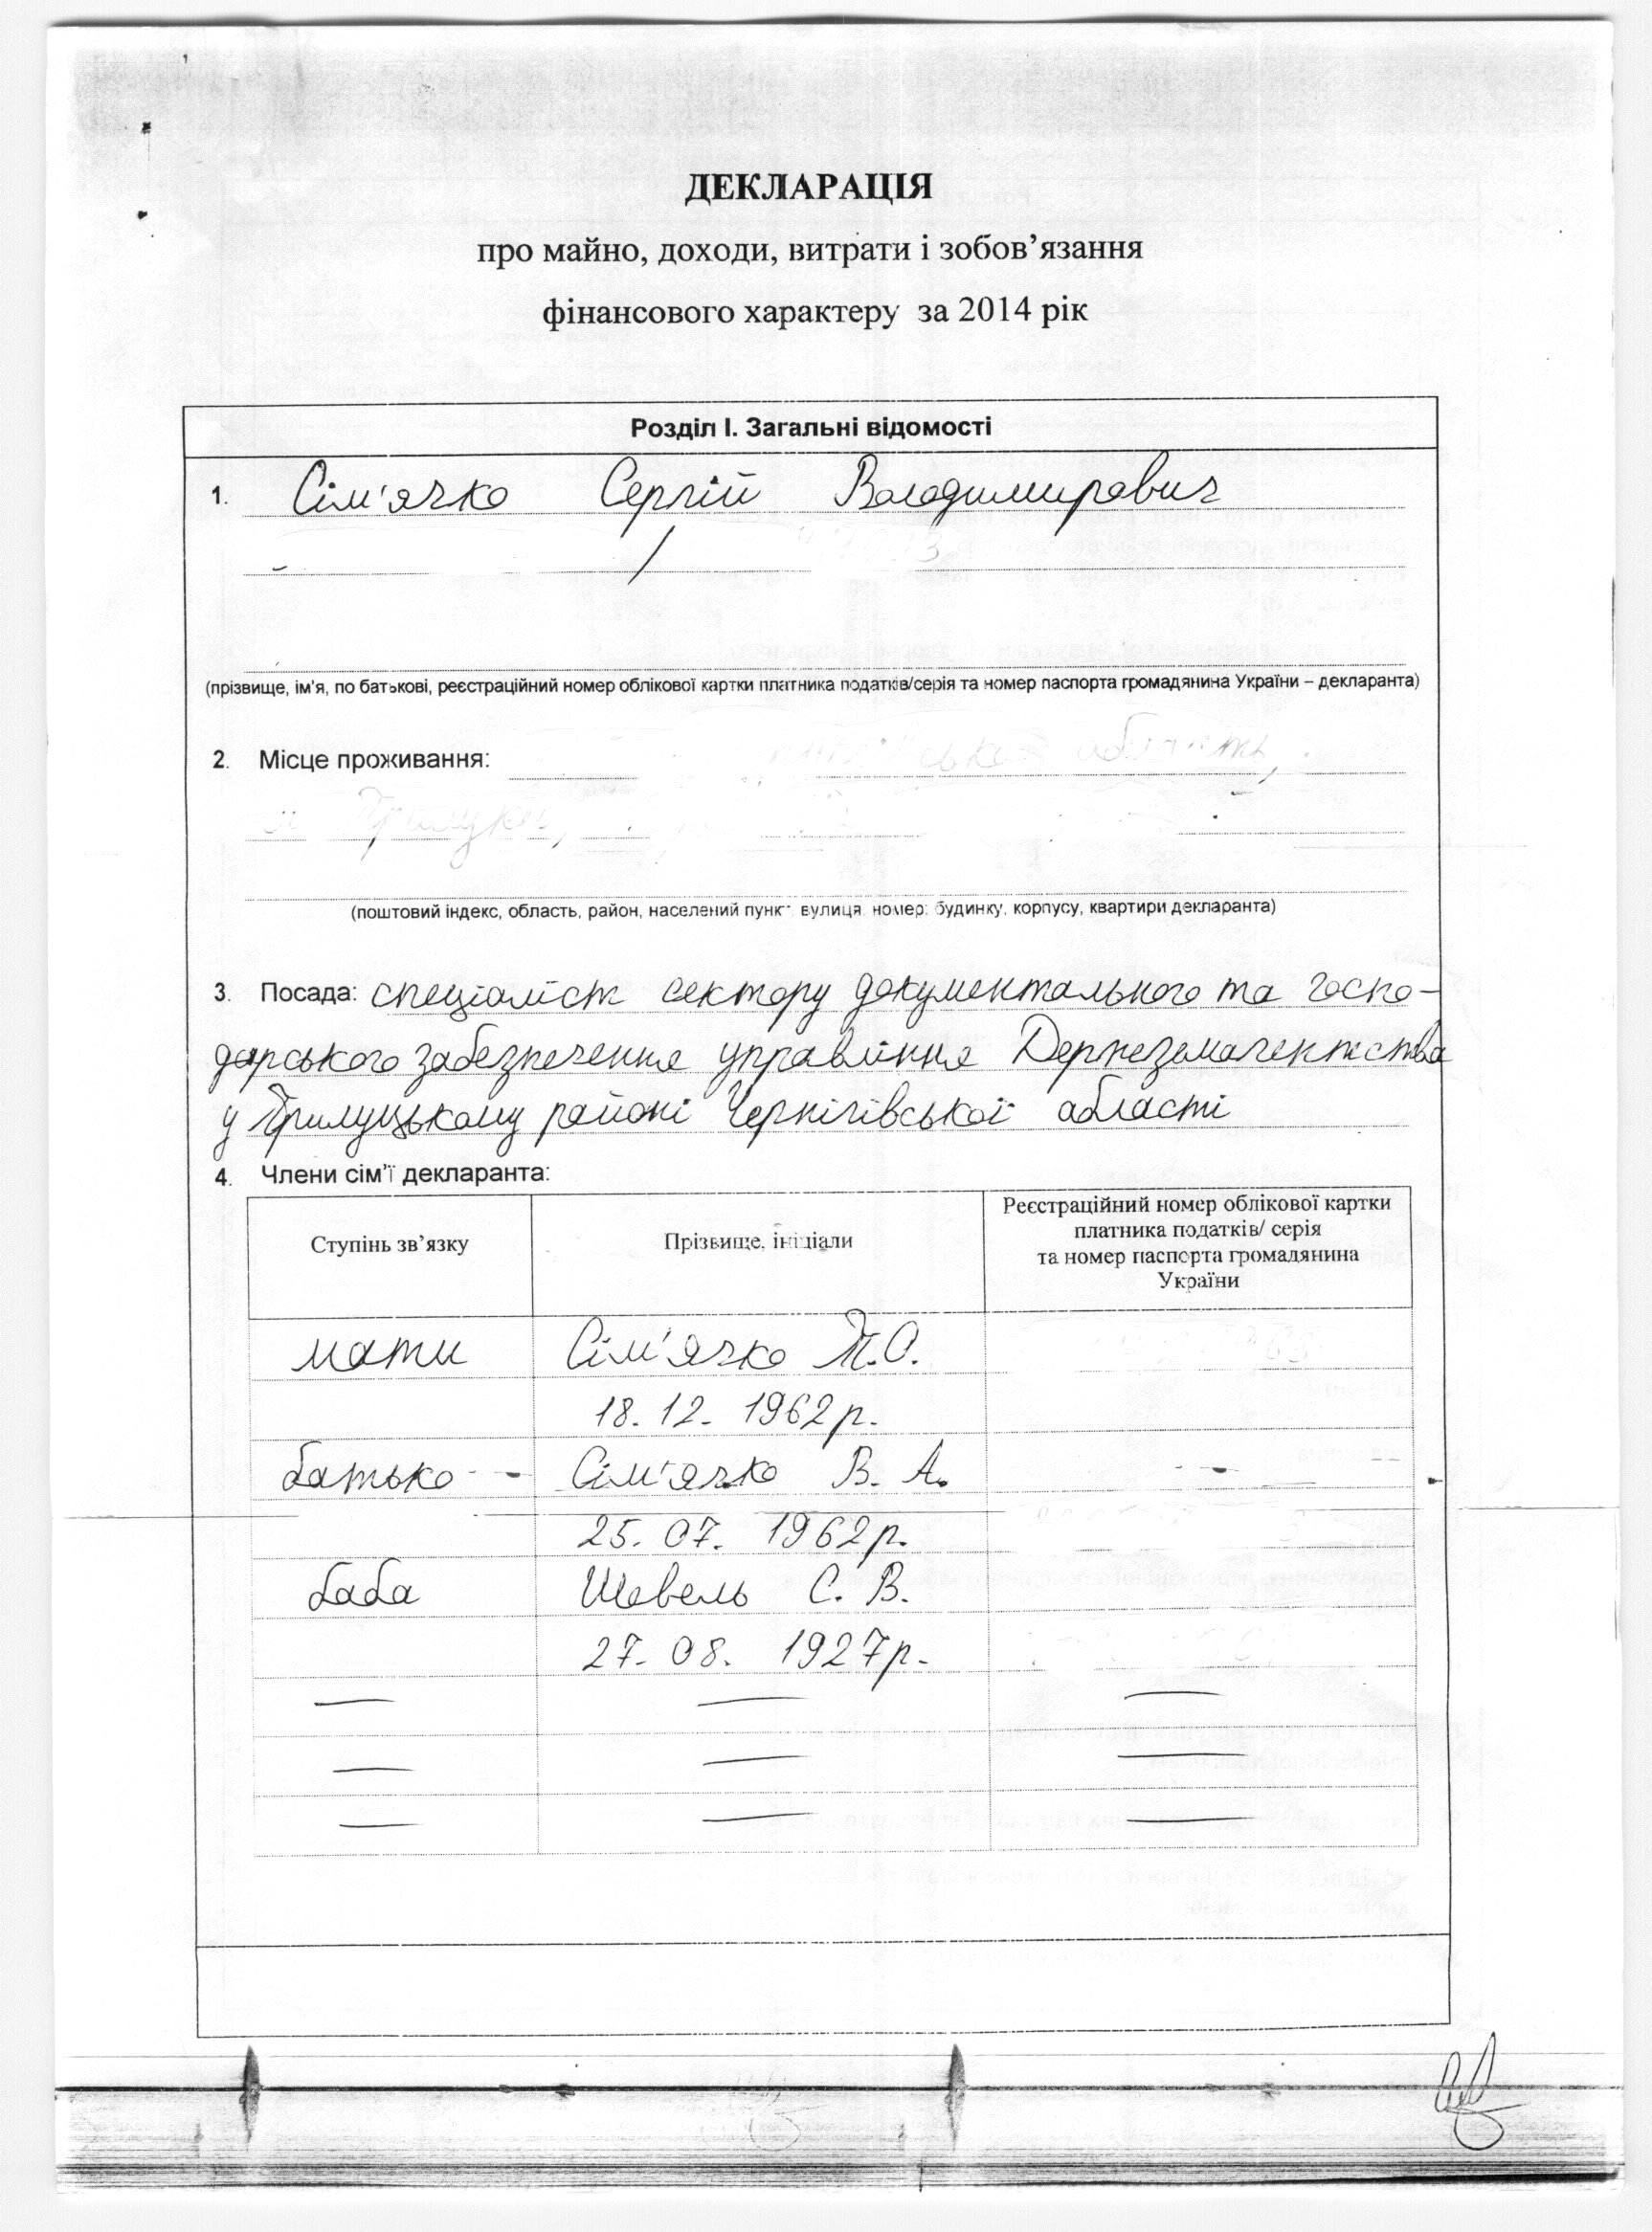 ДЕКЛАРАЦІЯ
про майно, доходи, витрати і зобов’язання
фінансового характеру за 2014 рік
Розділ І. Загальні відомості
1. Сім'ячко Сергій Володимирович
(прізвище, ім’я, по батькові, реєстраційний номер облікової картки платника податків/серія та номер паспорта громадянина України – декларанта)
2. Місце проживання: області,
м Прилуки,
(поштовий індекс, область, район, населений пункт, вулиця, номер: будинку, корпусу, квартири декларанта)
3. Посада: спеціаліст сектору документального та госпо-
дарського забезпечення управління Держземагентства
у Прилуцькому районі Чернігівської області
4. Члени сім’ї декларанта:
Ступінь зв’язку Прізвище, ініціали Реєстраційний номер облікової картки
платника податків/ серія
та номер паспорта громадянина
України
мати Сім'ячко Т.О.
18. 12. 1962р.
батько - - Сім'ячко В. А. -
25. 07. 1962р.
баба Шевель С. В.
27. 08. 1927р.
— — —
— — —
— — —